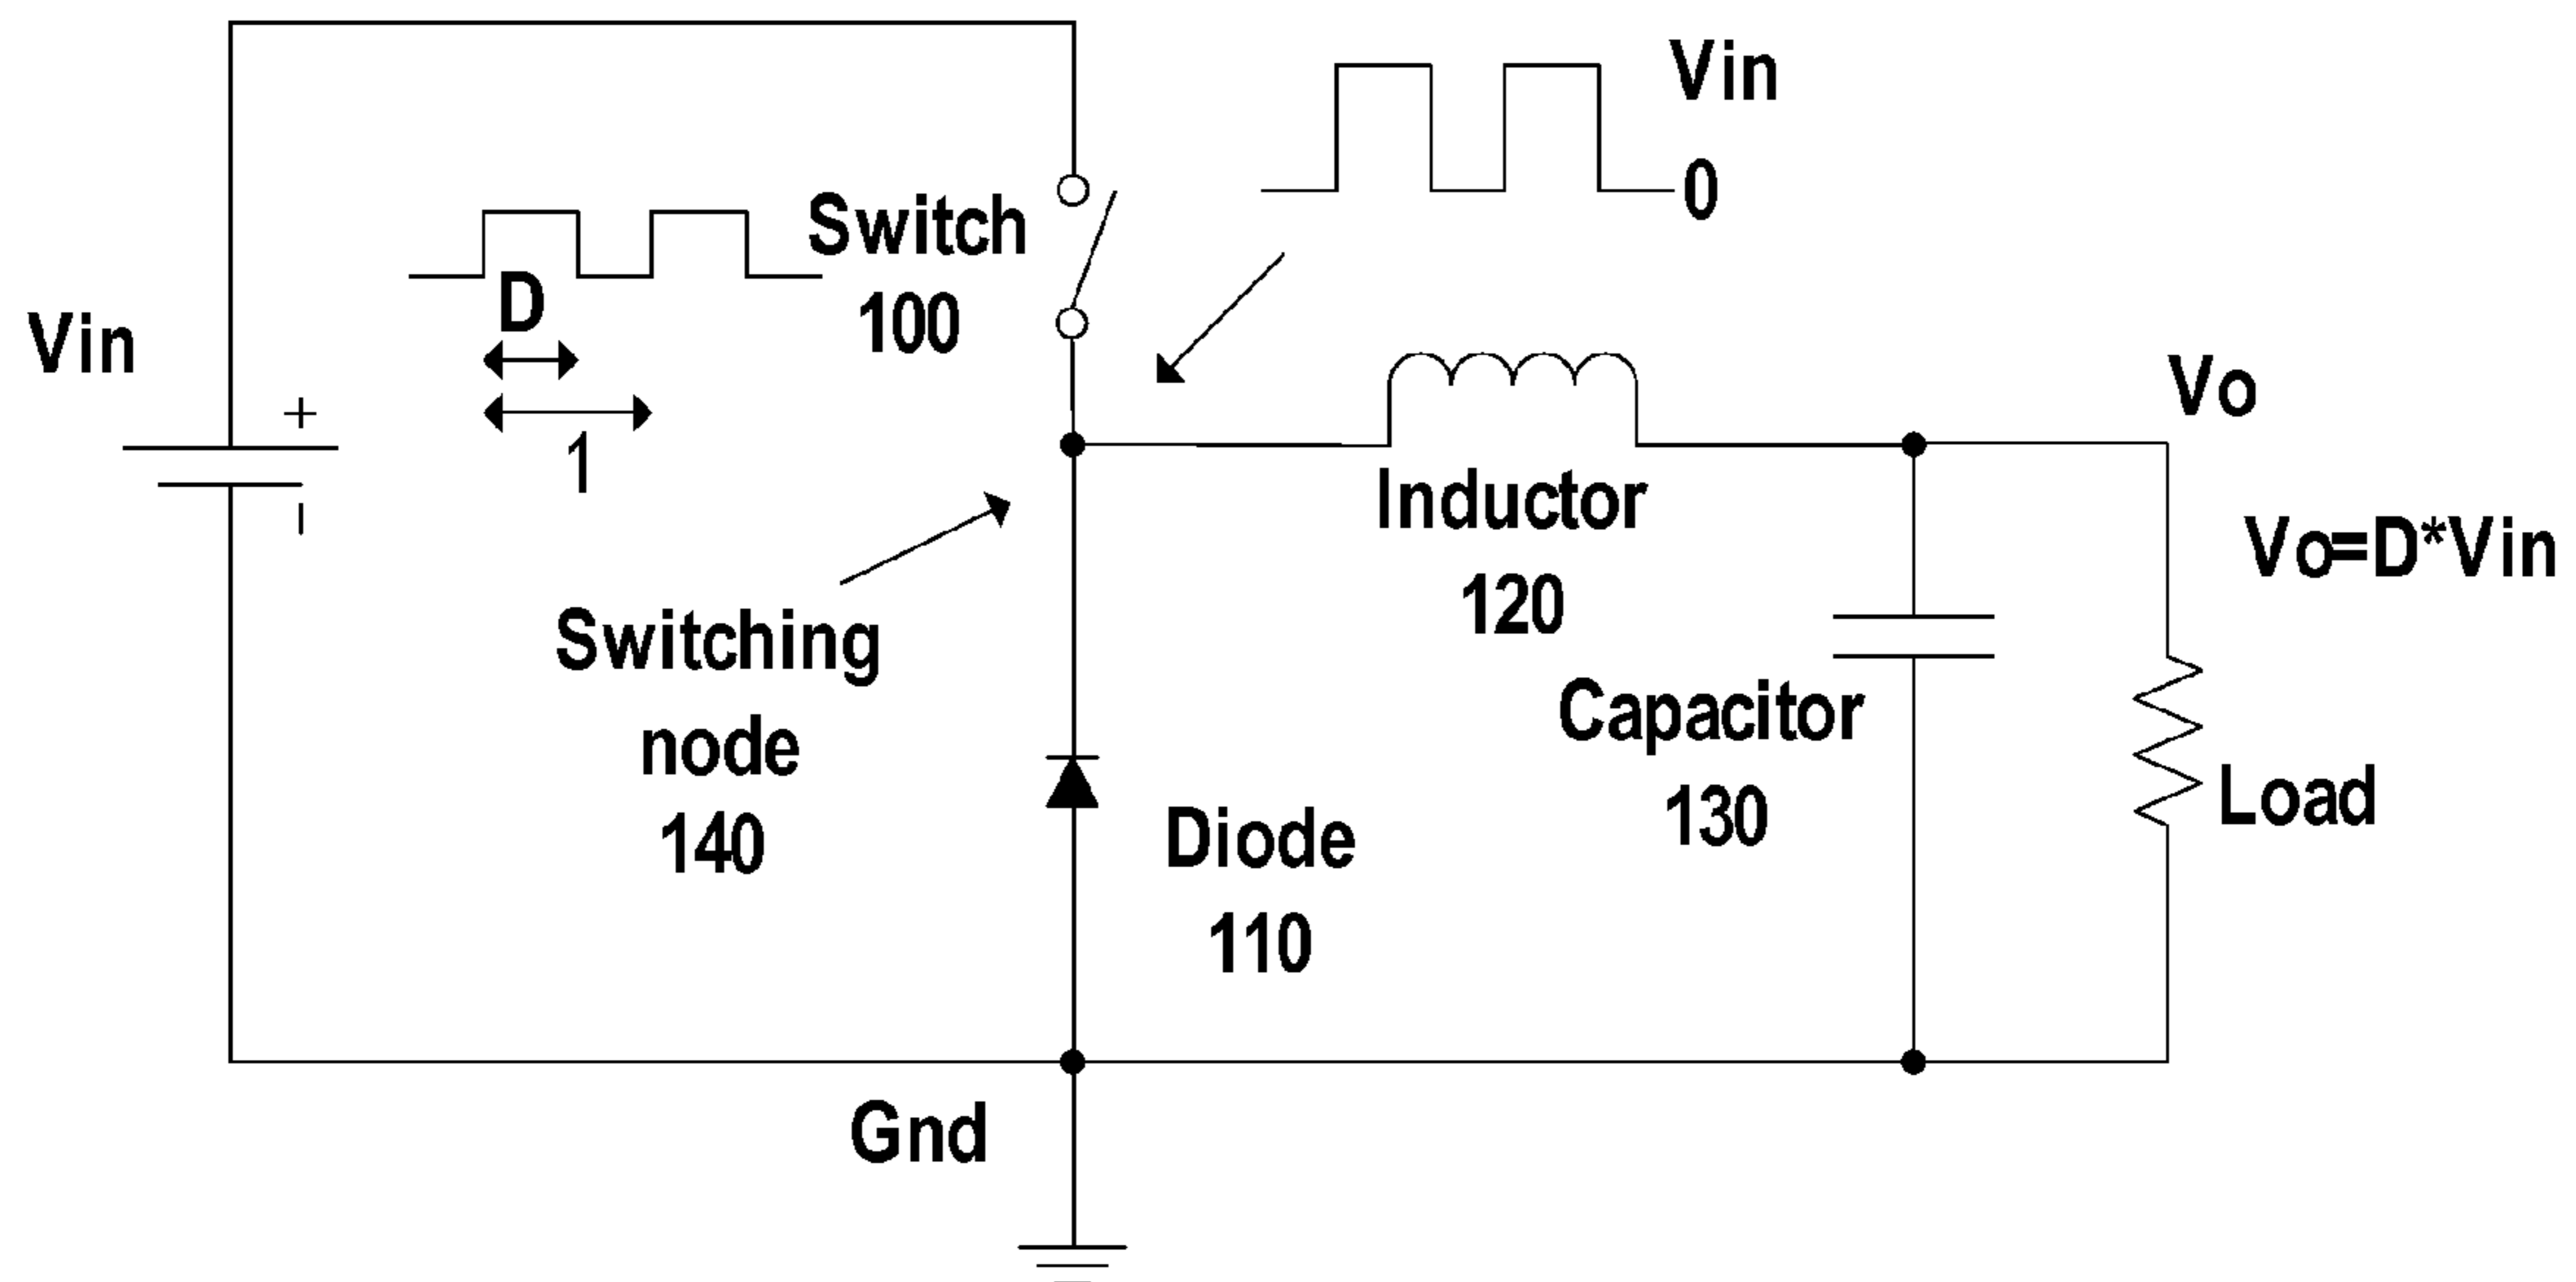 Vin
0
Switch
100
D
1
Vin
+
-
Vo
Inductor
120
Vo=D*Vin
Switching
node
140
Capacitor
130
Load
Diode
110
Gnd